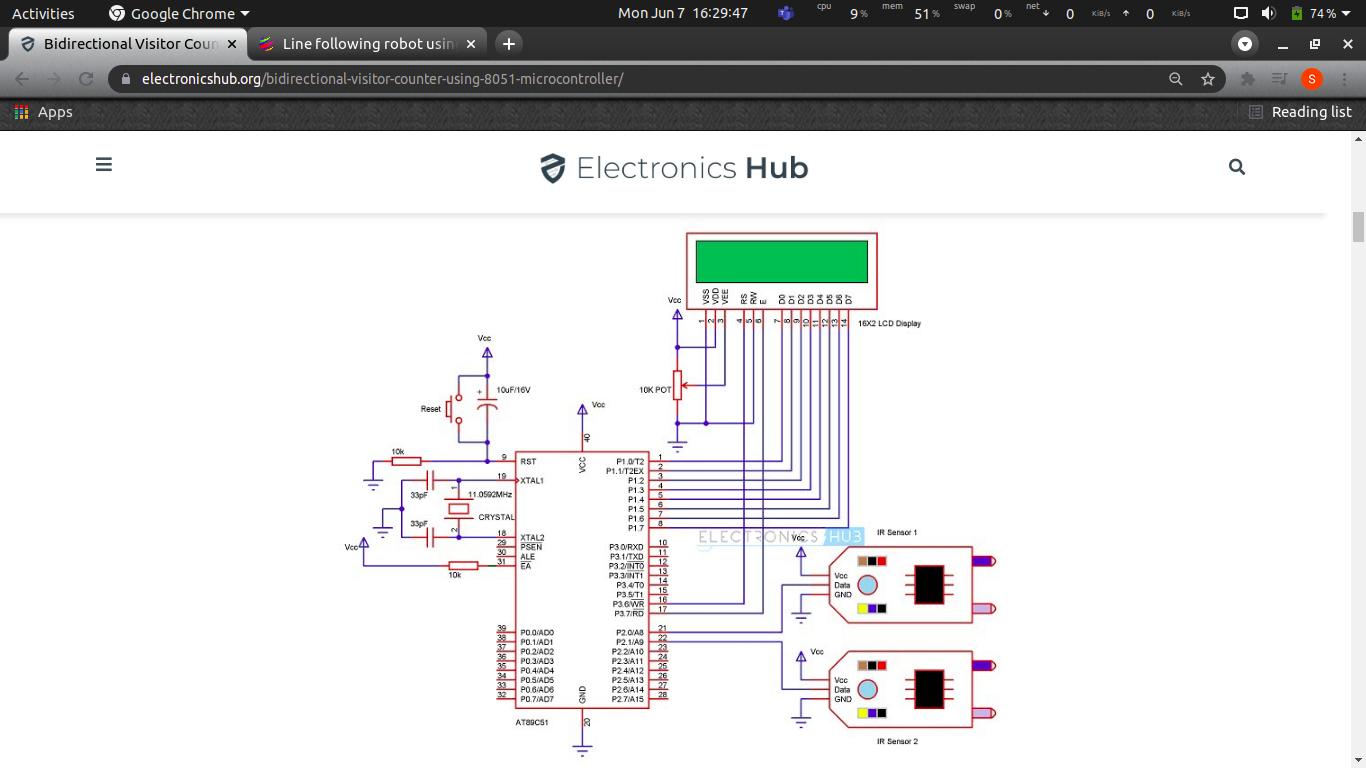 Activities Google Chrome Mon Jun 7 16:29:47 cpu 9% mem 51% swap 0% net 0 KiB/s 0 KiB/s 74%
Bidirectional Visitor Coun Line following robot usin
electronicshub.org/bidirectional-visitor-counter-using-8051-microcontroller/
Apps Reading list
Electronics Hub
VSS VDD VEE RS RW E D0 D1 D2 D3 D4 D5 D6 D7
1 2 3 4 5 6 7 8 9 10 11 12 13 14
16X2 LCD Display
Vcc
10K POT
Vcc
10uF/16V
+
Reset
Vcc
40
VCC
10k
9 RST
19 XTAL1
33pF
1
11.0592MHz
CRYSTAL
2
33pF
18 XTAL2
29 PSEN
30 ALE
31 EA
Vcc
10k
P1.0/T2 1
P1.1/T2EX 2
P1.2 3
P1.3 4
P1.4 5
P1.5 6
P1.6 7
P1.7 8
P3.0/RXD 10
P3.1/TXD 11
P3.2/INT0 12
P3.3/INT1 13
P3.4/T0 14
P3.5/T1 15
P3.6/WR 16
P3.7/RD 17
39 P0.0/AD0
38 P0.1/AD1
37 P0.2/AD2
36 P0.3/AD3
35 P0.4/AD4
34 P0.5/AD5
33 P0.6/AD6
32 P0.7/AD7
P2.0/A8 21
P2.1/A9 22
P2.2/A10 23
P2.3/A11 24
P2.4/A12 25
P2.5/A13 26
P2.6/A14 27
P2.7/A15 28
GND
20
AT89C51
ELECTRONICS HUB
IR Sensor 1
Vcc
Vcc
Data
GND
Vcc
Vcc
Data
GND
IR Sensor 2